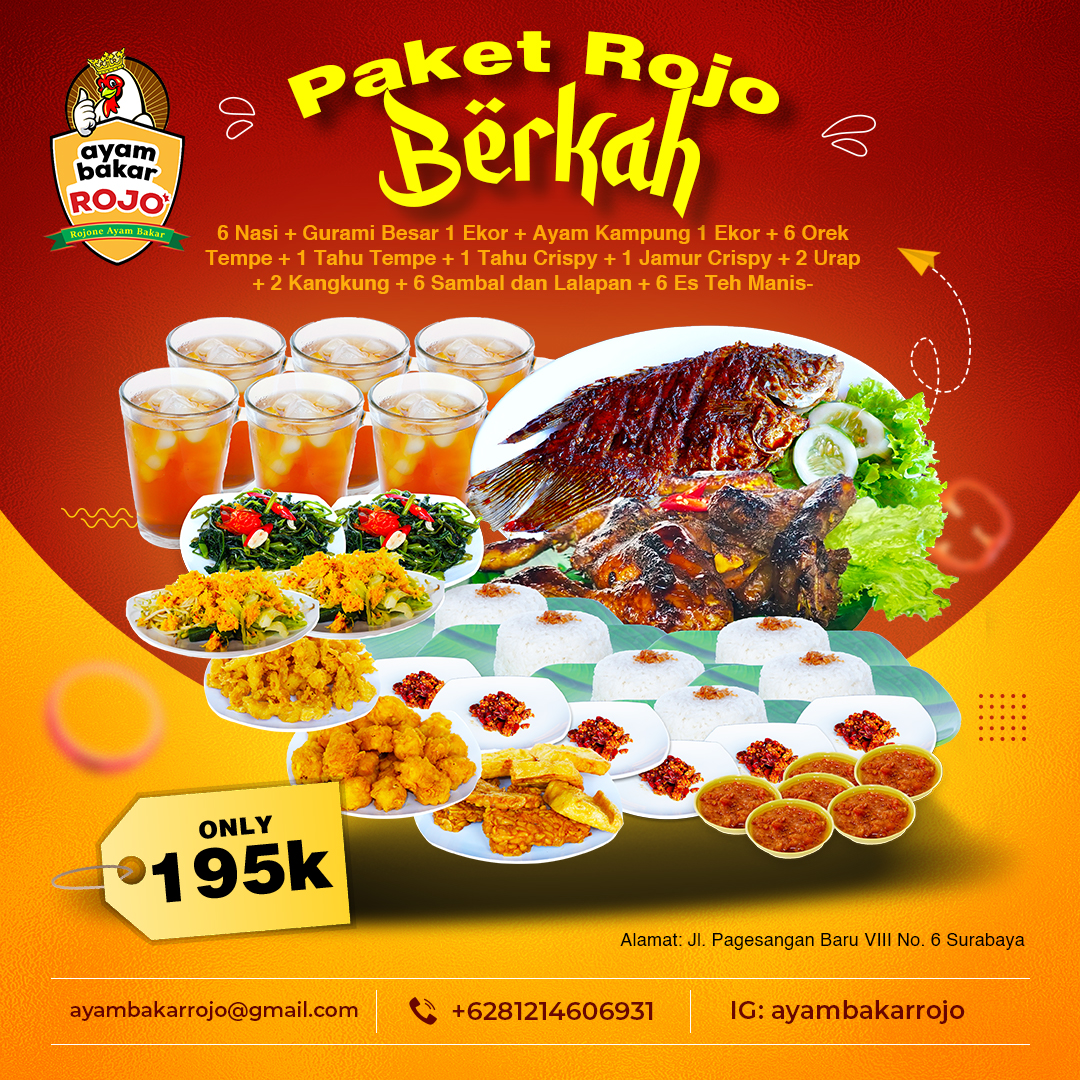 Paket Rojo
Bërkah
ayam
bakar
ROJO
Rojone Ayam Bakar
6 Nasi + Gurami Besar 1 Ekor + Ayam Kampung 1 Ekor + 6 Orek
Tempe + 1 Tahu Tempe + 1 Tahu Crispy + 1 Jamur Crispy + 2 Urap
+ 2 Kangkung + 6 Sambal dan Lalapan + 6 Es Teh Manis-
ONLY
195k
Alamat: Jl. Pagesangan Baru VIII No. 6 Surabaya
ayambakarrojo@gmail.com
+6281214606931
IG: ayambakarrojo